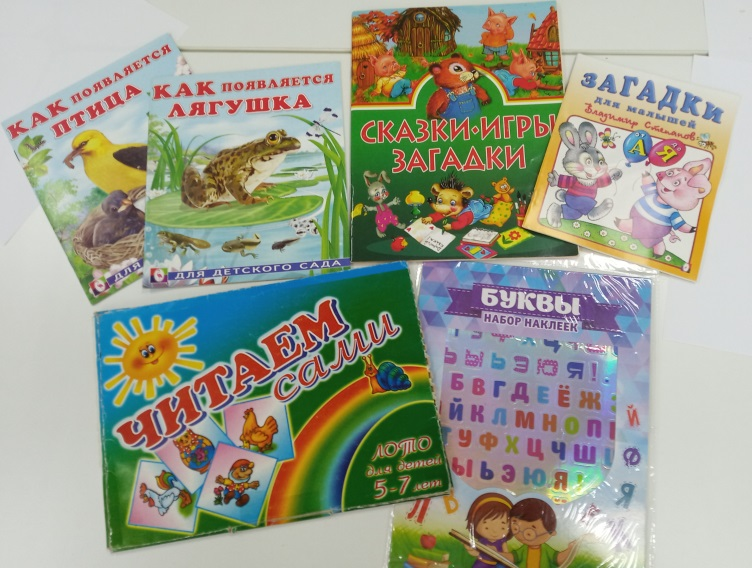 КАК ПОЯВЛЯЕТСЯ
ПТИЦА
ДЛЯ
КАК ПОЯВЛЯЕТСЯ
ЛЯГУШКА
ДЛЯ ДЕТСКОГО САДА
СКАЗКИ•ИГРЫ
ЗАГАДКИ
ЗАГАДКИ
для малышей
Владимир Степанов
А
Я
ЧИТАЕМ
сами
ЛОТО
для детей
5-7 лет
БУКВЫ
НАБОР НАКЛЕЕК
Ы Ь Э Ю Я !
Б В Г Д Е Ё Ж
Й К Л М Н О П
Т У Ф Х Ц Ч Ш
Ы Ь Э Ю Я !